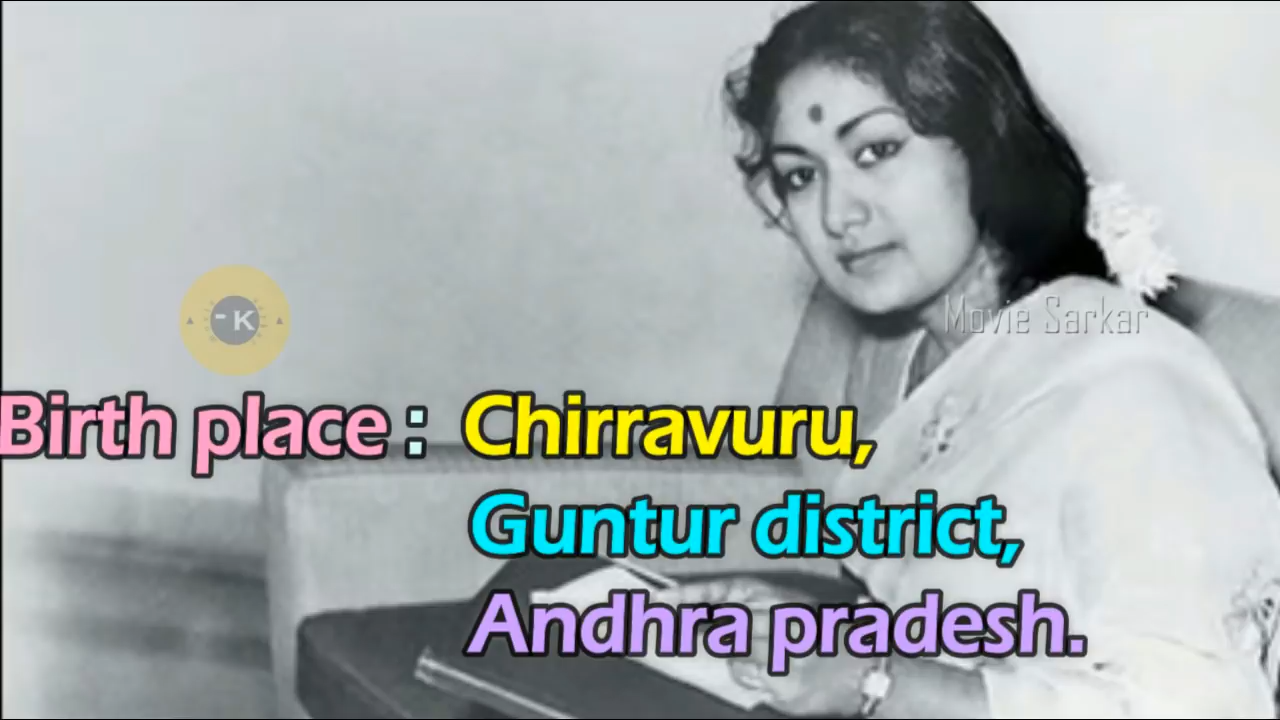 K
Movie Sarkar
Birth place : Chirravuru,
Guntur district,
Andhra pradesh.